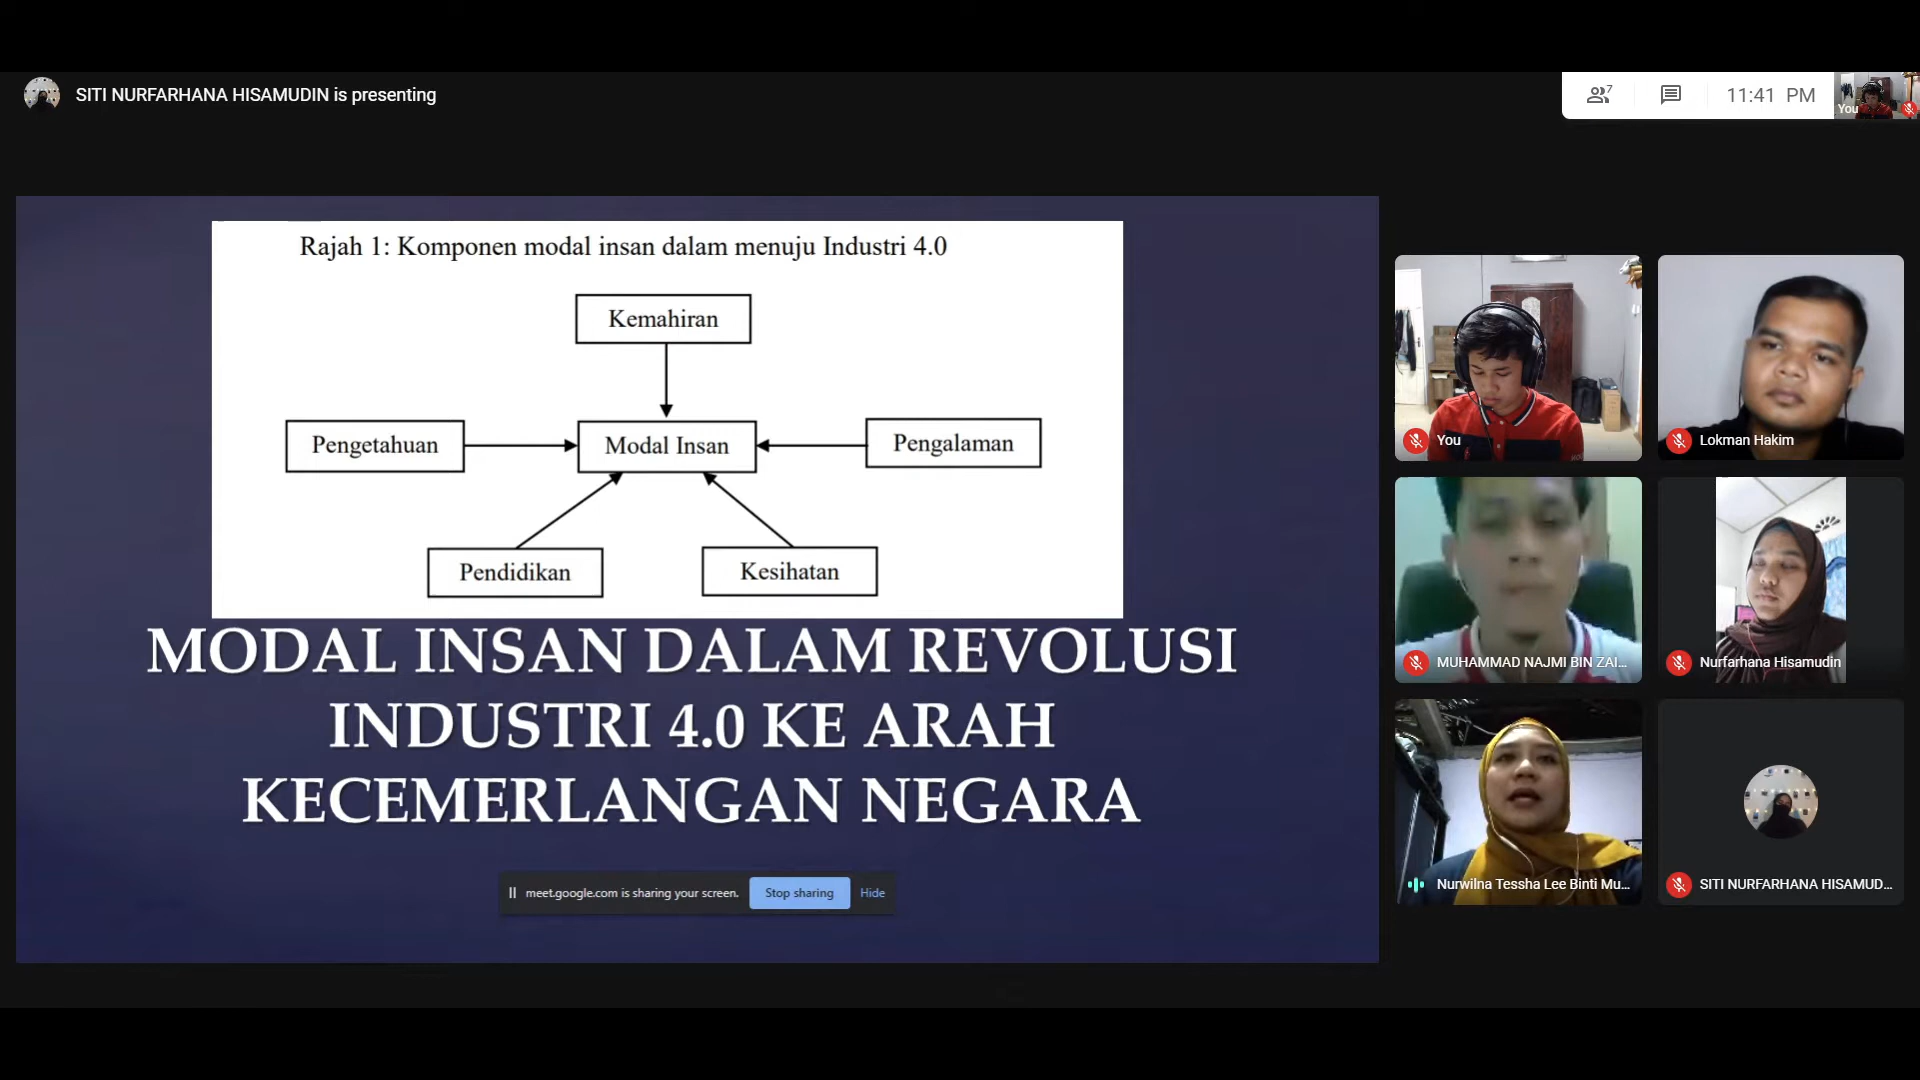 SITI NURFARHANA HISAMUDIN is presenting
7
11:41 PM
You
Rajah 1: Komponen modal insan dalam menuju Industri 4.0
Kemahiran
Pengetahuan
Modal Insan
Pengalaman
Pendidikan
Kesihatan
MODAL INSAN DALAM REVOLUSI
INDUSTRI 4.0 KE ARAH
KECEMERLANGAN NEGARA
meet.google.com is sharing your screen.
Stop sharing
Hide
You
Lokman Hakim
MUHAMMAD NAJMI BIN ZAI...
Nurfarhana Hisamudin
Nurwilna Tessha Lee Binti Mu...
SITI NURFARHANA HISAMUD...